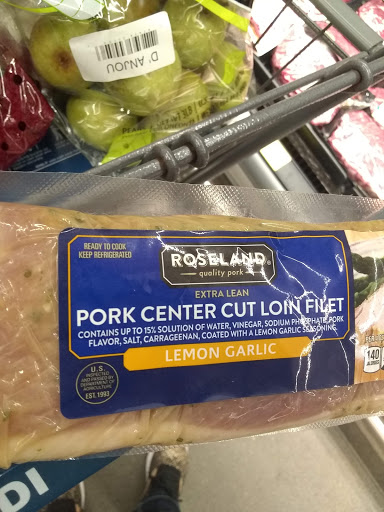 D'ANJOU
READY TO COOK
KEEP REFRIGERATED
ROSELAND®
quality pork
EXTRA LEAN
PORK CENTER CUT LOIN FILET
CONTAINS UP TO 15% SOLUTION OF WATER, VINEGAR, SODIUM PHOSPHATE, PORK
FLAVOR, SALT, CARRAGEENAN, COATED WITH A LEMON GARLIC SEASONING
LEMON GARLIC
U.S.
INSPECTED
AND PASSED BY
DEPARTMENT OF
AGRICULTURE
EST. 1993
140
DI